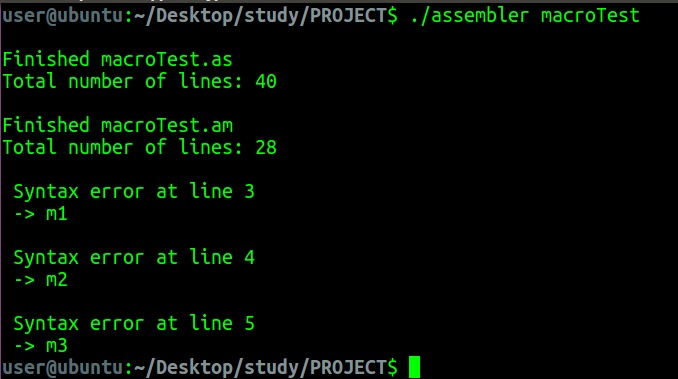 user@ubuntu:~/Desktop/study/PROJECT$ ./assembler macroTest
Finished macroTest.as
Total number of lines: 40
Finished macroTest.am
Total number of lines: 28
Syntax error at line 3
-> m1
Syntax error at line 4
-> m2
Syntax error at line 5
-> m3
user@ubuntu:~/Desktop/study/PROJECT$